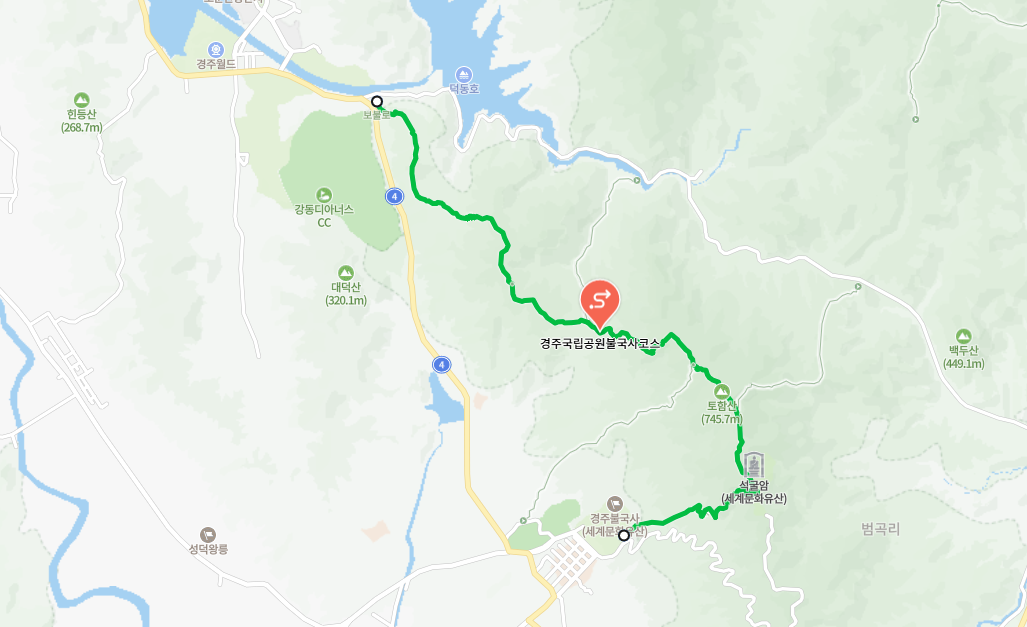 경주월드
덕동호
힌등산
(268.7m)
보불로
4
강동디아너스
CC
대덕산
(320.1m)
경주국립공원불국사코스
백두산
(449.1m)
4
토함산
(745.7m)
석굴암
(세계문화유산)
경주불국사
(세계문화유산)
범곡리
성덕왕릉